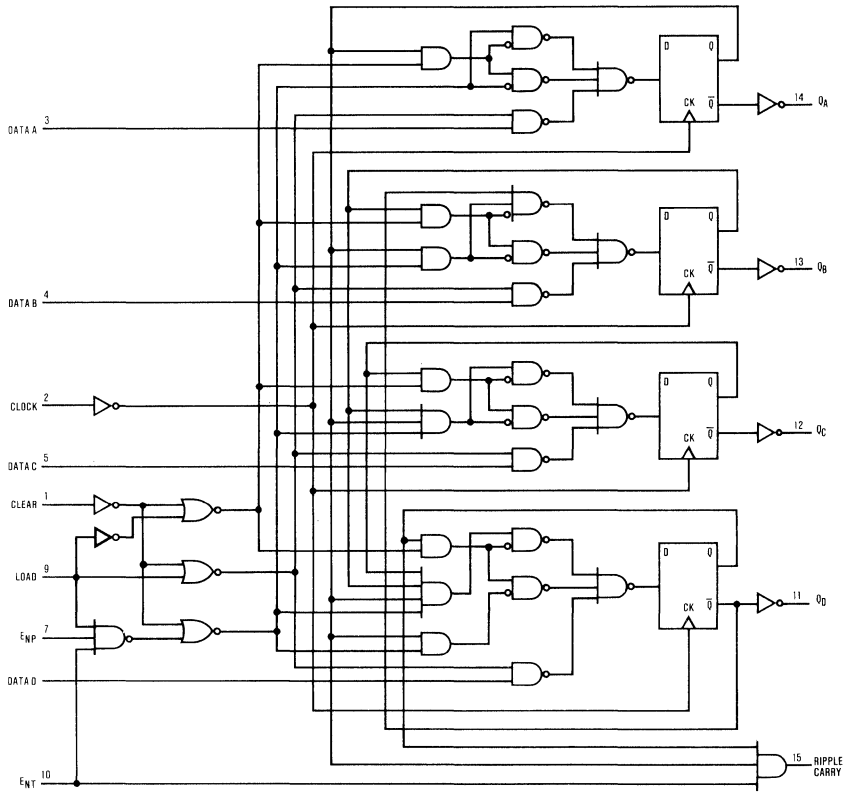 D Q
CK Q̅
14 QA
3
DATA A
D Q
CK Q̅
13 QB
4
DATA B
D Q
CK Q̅
12 QC
2
CLOCK
5
DATA C
1
CLEAR
D Q
CK Q̅
11 QD
9
LOAD
7
ENP
DATA D 6
15 RIPPLE
CARRY
10
ENT